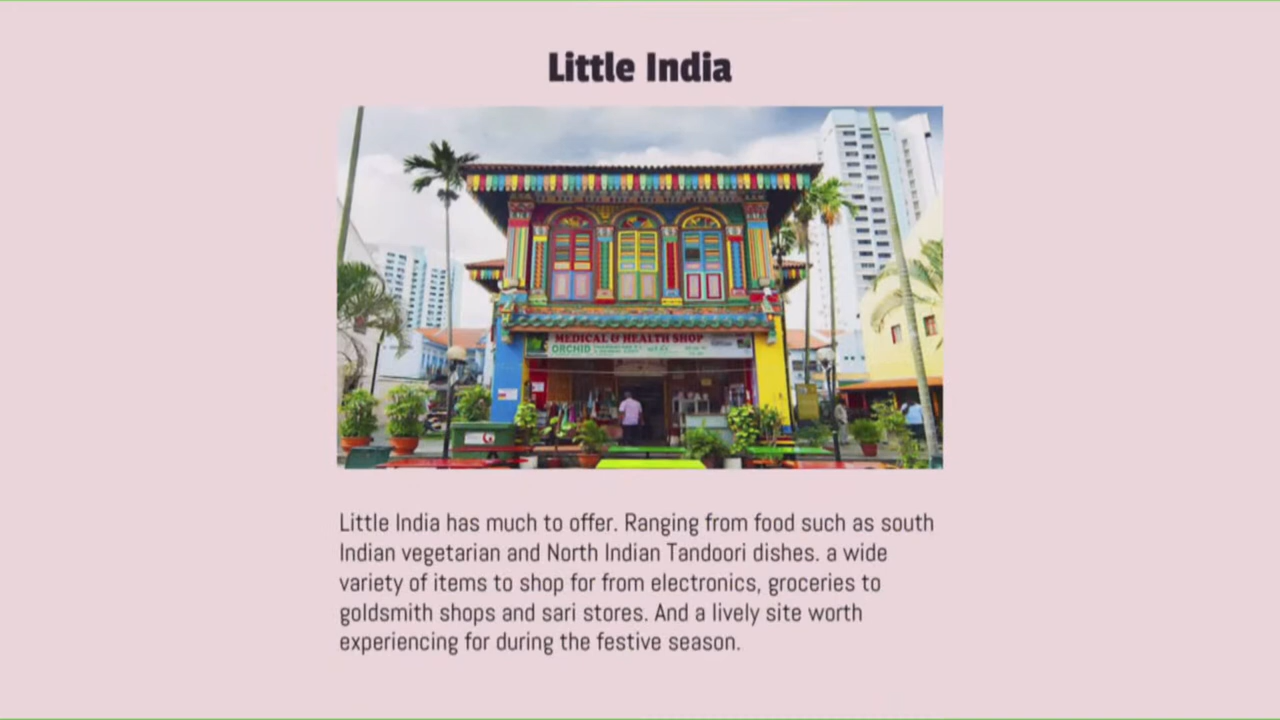 Little India
MEDICAL & HEALTH SHOP
ORCHID
Little India has much to offer. Ranging from food such as south
Indian vegetarian and North Indian Tandoori dishes. a wide
variety of items to shop for from electronics, groceries to
goldsmith shops and sari stores. And a lively site worth
experiencing for during the festive season.